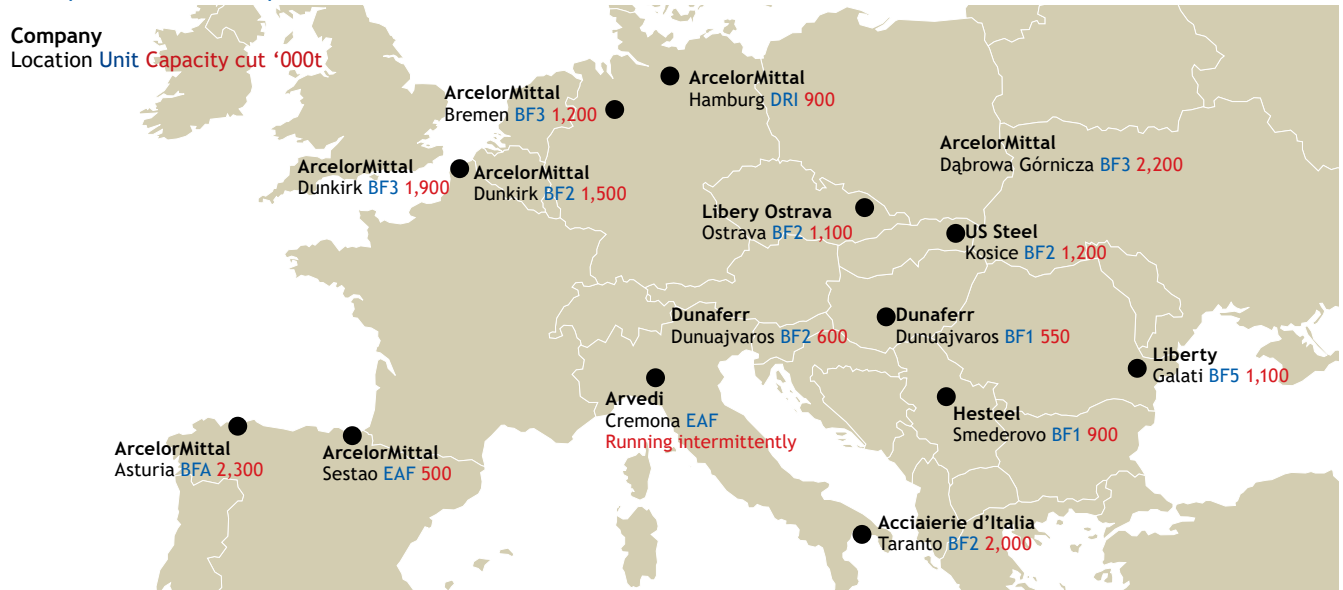 Company
Location Unit Capacity cut ‘000t
ArcelorMittal
Hamburg DRI 900
ArcelorMittal
Bremen BF3 1,200
ArcelorMittal
Dąbrowa Górnicza BF3 2,200
ArcelorMittal
Dunkirk BF3 1,900
ArcelorMittal
Dunkirk BF2 1,500
Libery Ostrava
Ostrava BF2 1,100
US Steel
Kosice BF2 1,200
Dunaferr
Dunuajvaros BF2 600
Dunaferr
Dunuajvaros BF1 550
Liberty
Galati BF5 1,100
Arvedi
Cremona EAF
Running intermittently
Hesteel
Smederovo BF1 900
ArcelorMittal
Asturia BFA 2,300
ArcelorMittal
Sestao EAF 500
Acciaierie d’Italia
Taranto BF2 2,000